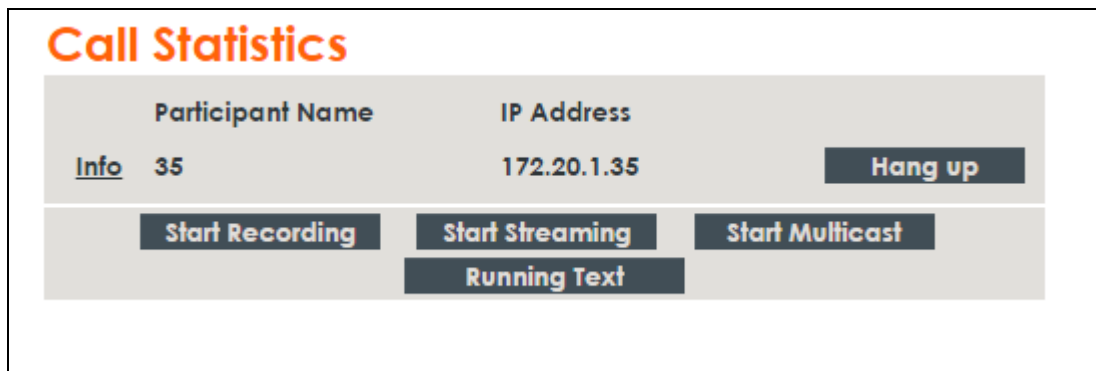 Call Statistics
Participant Name IP Address
Info 35 172.20.1.35 Hang up
Start Recording Start Streaming Start Multicast
Running Text